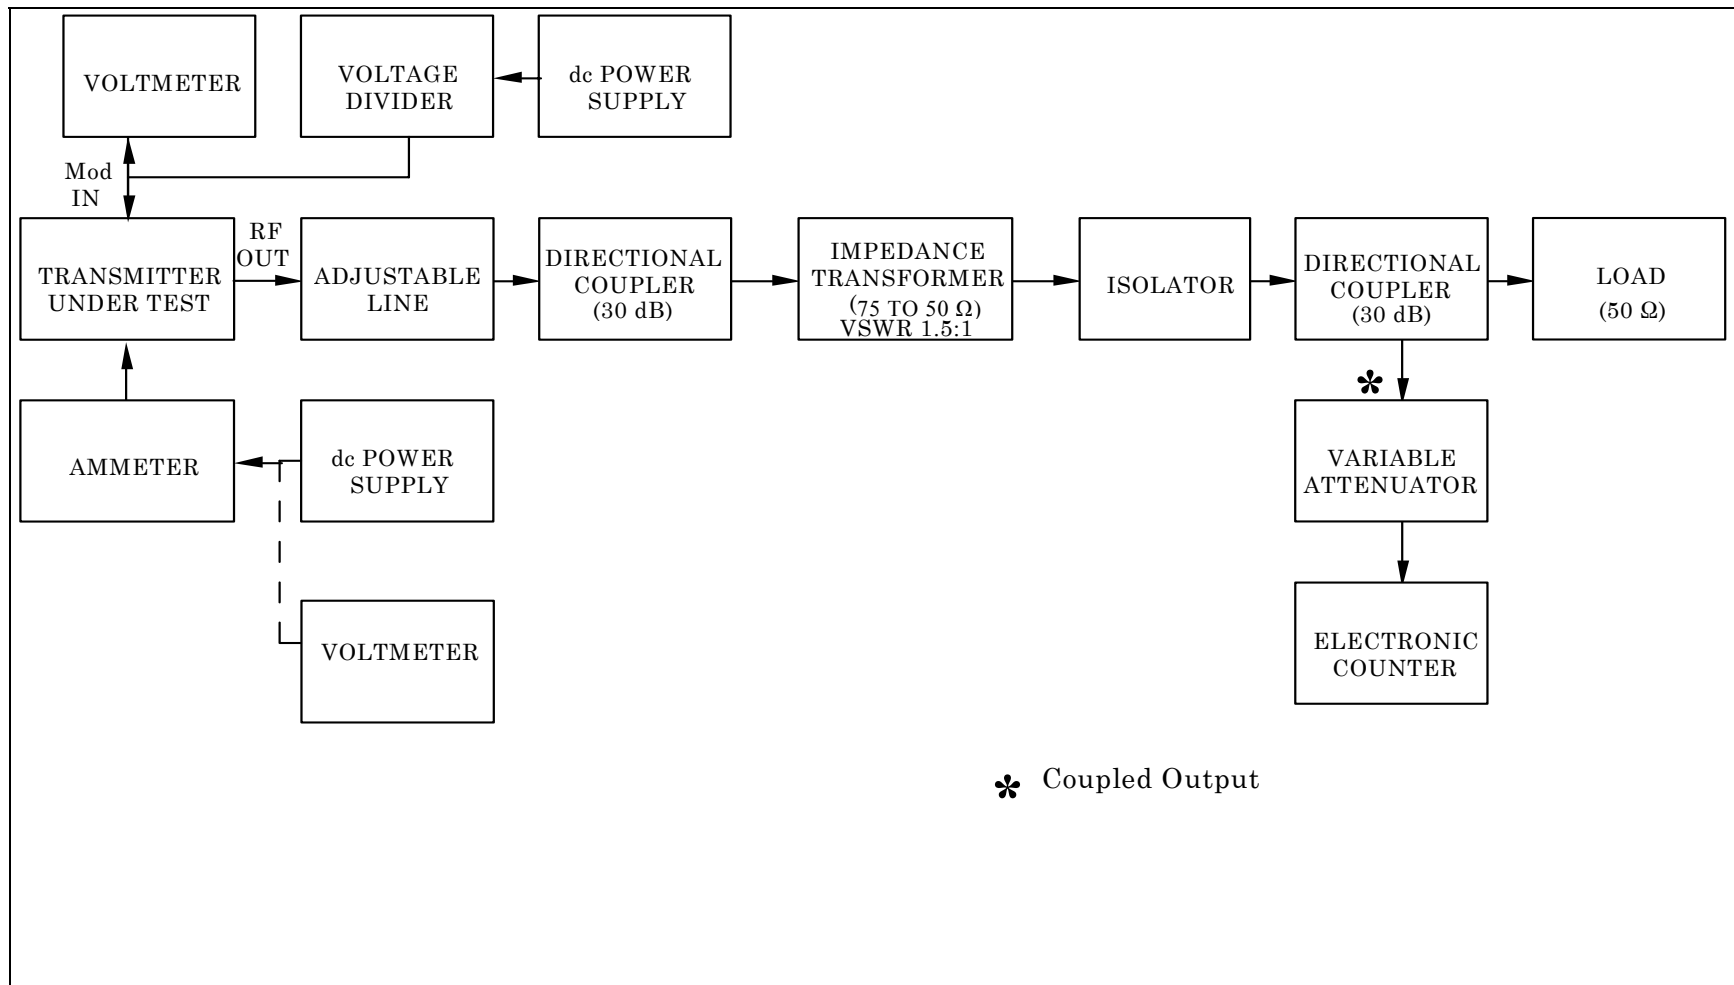 VOLTMETER
VOLTAGE
DIVIDER
dc POWER
SUPPLY
Mod
IN
TRANSMITTER
UNDER TEST
RF
OUT
ADJUSTABLE
LINE
DIRECTIONAL
COUPLER
(30 dB)
IMPEDANCE
TRANSFORMER
(75 TO 50 Ω)
VSWR 1.5:1
ISOLATOR
DIRECTIONAL
COUPLER
(30 dB)
LOAD
(50 Ω)
*
AMMETER
dc POWER
SUPPLY
VARIABLE
ATTENUATOR
VOLTMETER
ELECTRONIC
COUNTER
* Coupled Output